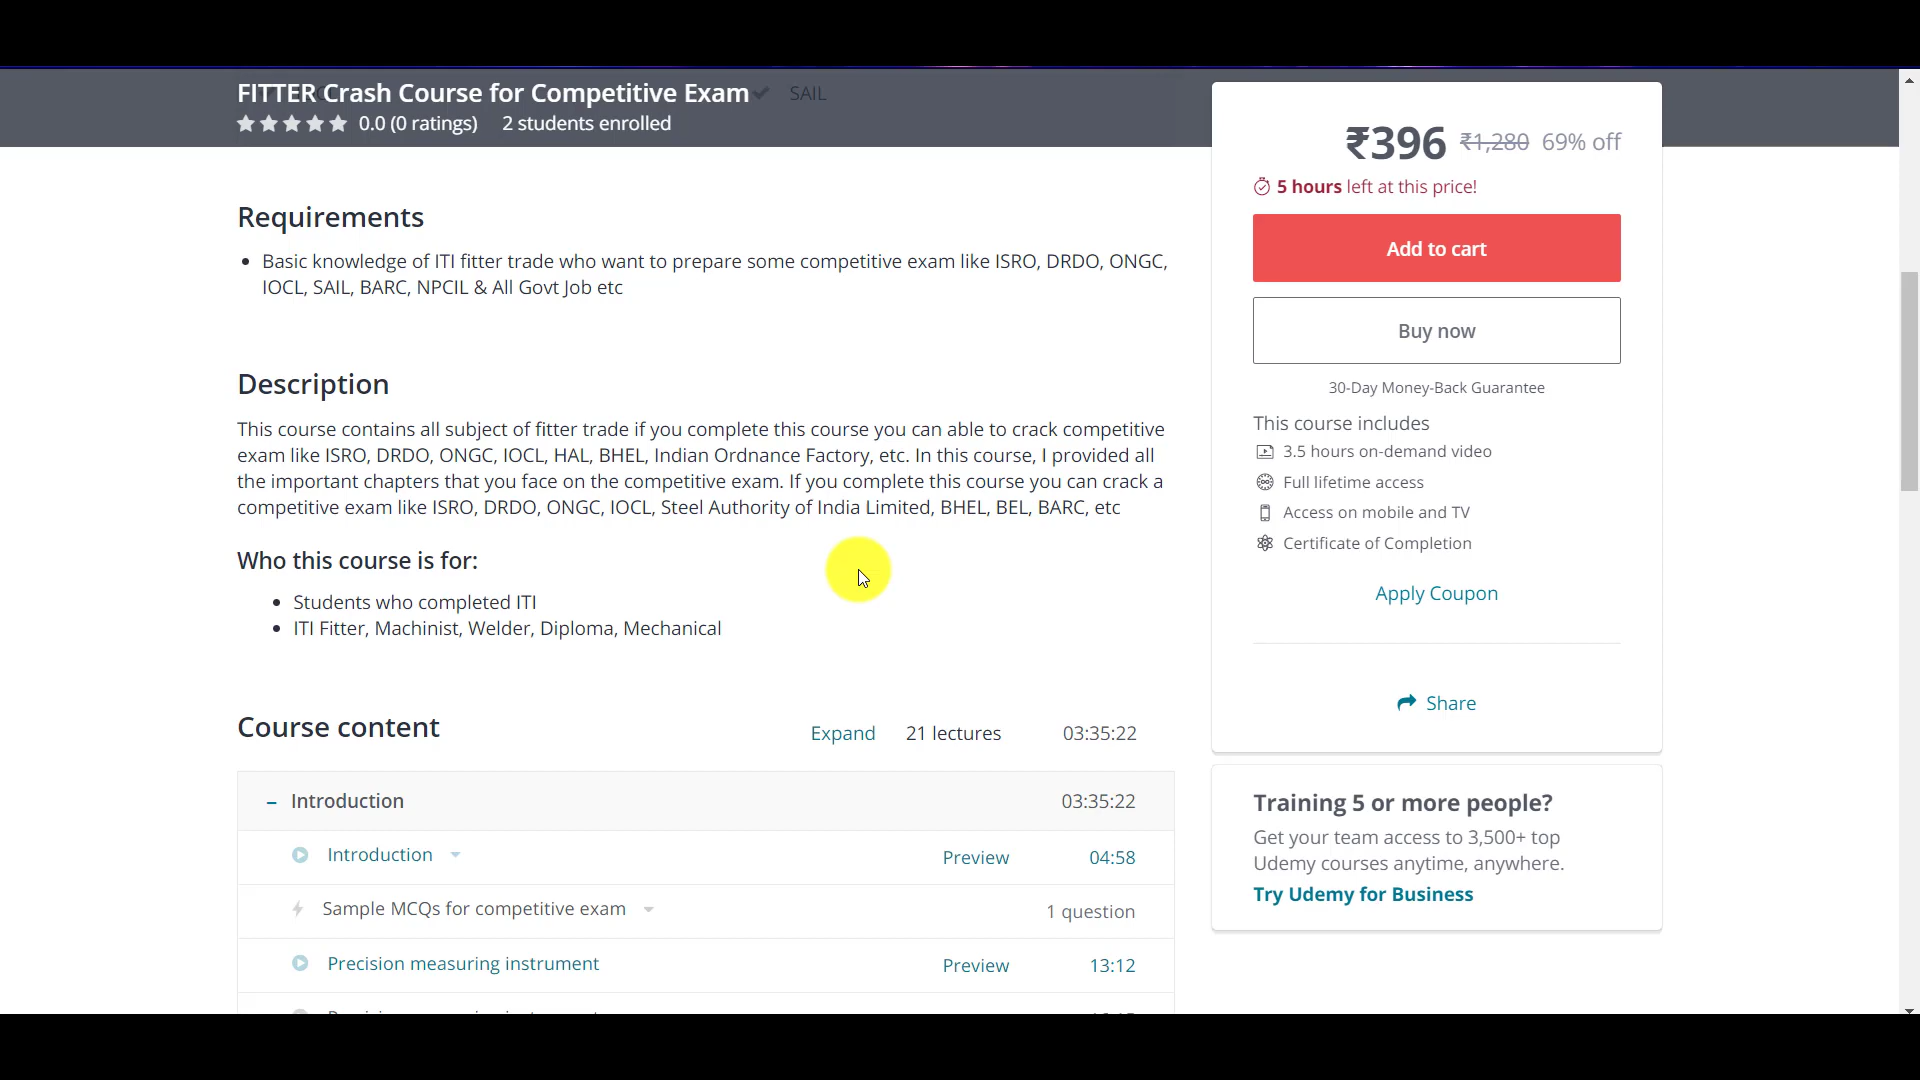 FITTER Crash Course for Competitive Exam
SAIL
0.0 (0 ratings) 2 students enrolled
Requirements
Basic knowledge of ITI fitter trade who want to prepare some competitive exam like ISRO, DRDO, ONGC,
IOCL, SAIL, BARC, NPCIL & All Govt Job etc
Description
This course contains all subject of fitter trade if you complete this course you can able to crack competitive
exam like ISRO, DRDO, ONGC, IOCL, HAL, BHEL, Indian Ordnance Factory, etc. In this course, I provided all
the important chapters that you face on the competitive exam. If you complete this course you can crack a
competitive exam like ISRO, DRDO, ONGC, IOCL, Steel Authority of India Limited, BHEL, BEL, BARC, etc
Who this course is for:
Students who completed ITI
ITI Fitter, Machinist, Welder, Diploma, Mechanical
Course content Expand 21 lectures 03:35:22
Introduction 03:35:22
Introduction Preview 04:58
Sample MCQs for competitive exam 1 question
Precision measuring instrument Preview 13:12
₹396 ₹1,280 69% off
5 hours left at this price!
Add to cart
Buy now
30-Day Money-Back Guarantee
This course includes
3.5 hours on-demand video
Full lifetime access
Access on mobile and TV
Certificate of Completion
Apply Coupon
Share
Training 5 or more people?
Get your team access to 3,500+ top
Udemy courses anytime, anywhere.
Try Udemy for Business